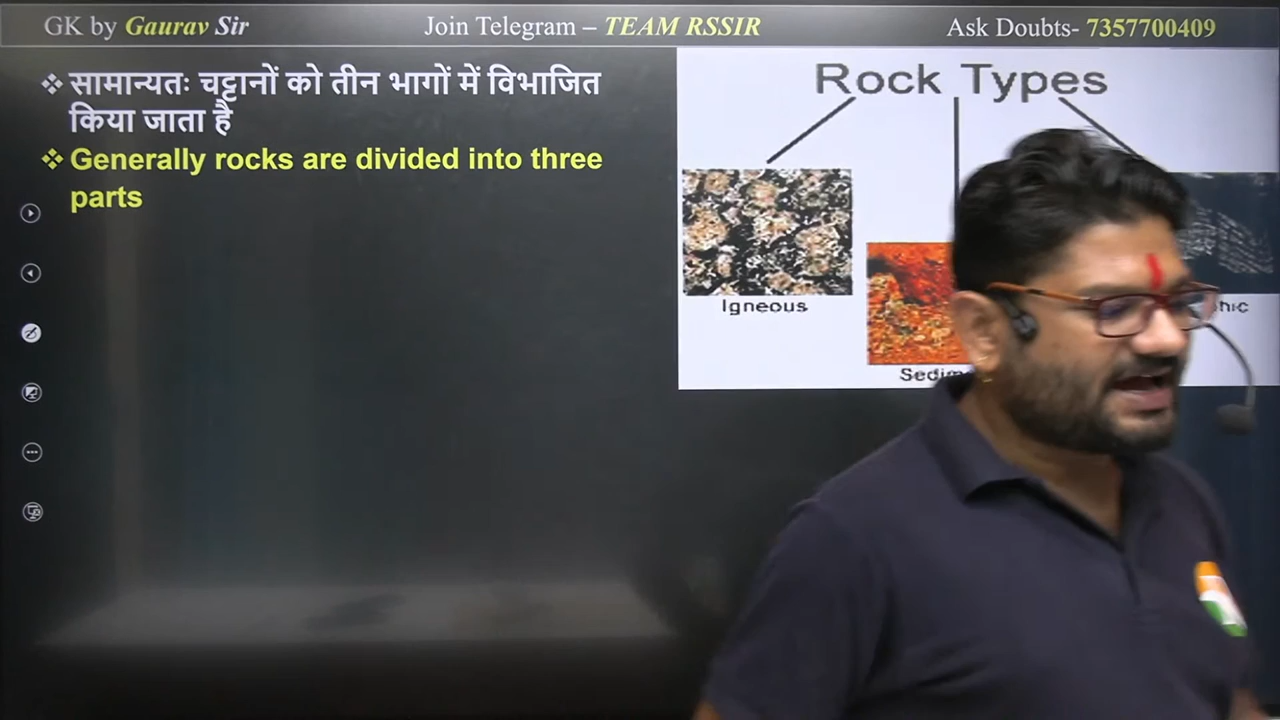 GK by Gaurav Sir
Join Telegram – TEAM RSSIR
Ask Doubts- 7357700409
❖ सामान्यतः चट्टानों को तीन भागों में विभाजित
किया जाता है
❖ Generally rocks are divided into three
parts
Rock Types
Igneous